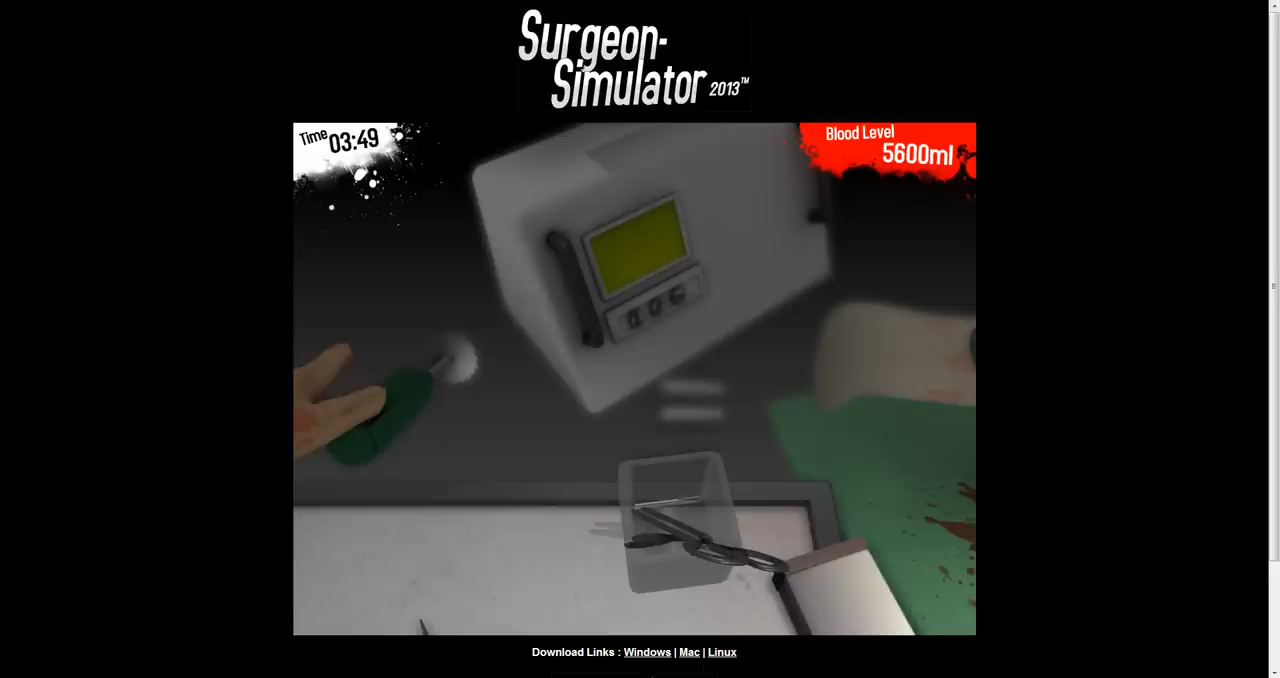 Surgeon-
Simulator 2013™
Time 03:49
Blood Level
5600ml
Download Links : Windows | Mac | Linux